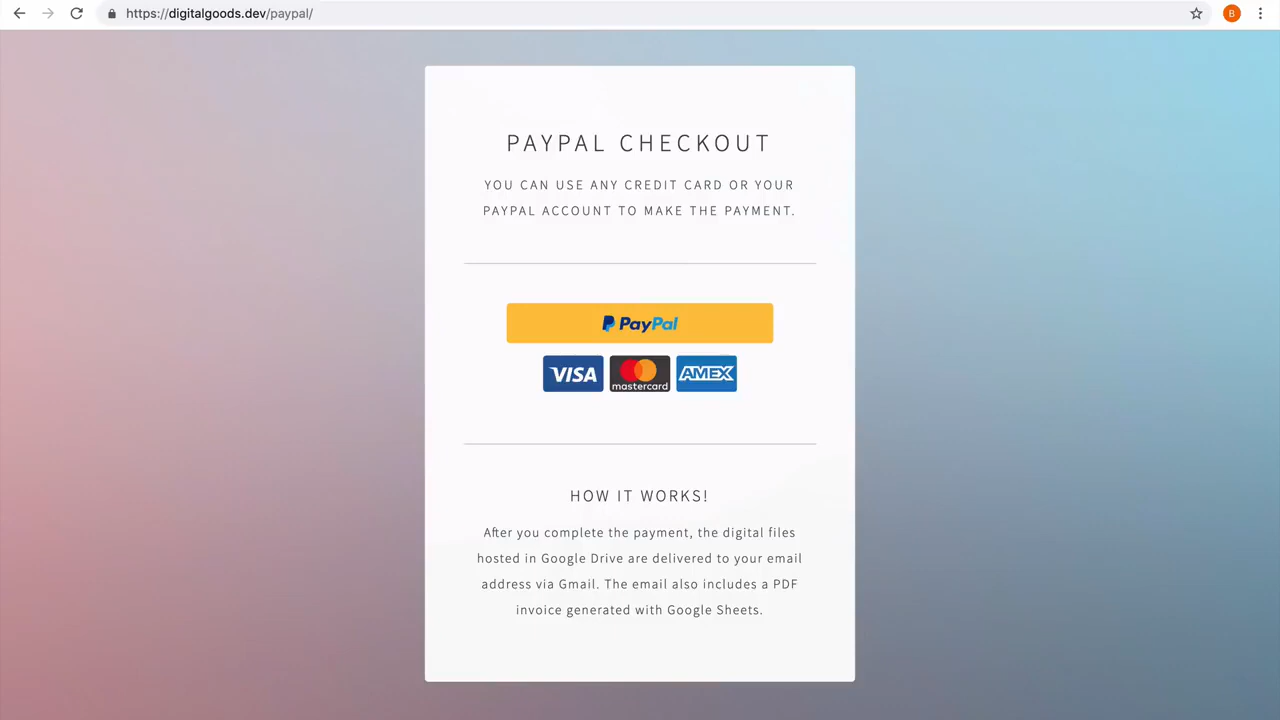 https://digitalgoods.dev/paypal/
B
PAYPAL CHECKOUT
YOU CAN USE ANY CREDIT CARD OR YOUR
PAYPAL ACCOUNT TO MAKE THE PAYMENT.
PayPal
VISA mastercard AMEX
HOW IT WORKS!
After you complete the payment, the digital files
hosted in Google Drive are delivered to your email
address via Gmail. The email also includes a PDF
invoice generated with Google Sheets.